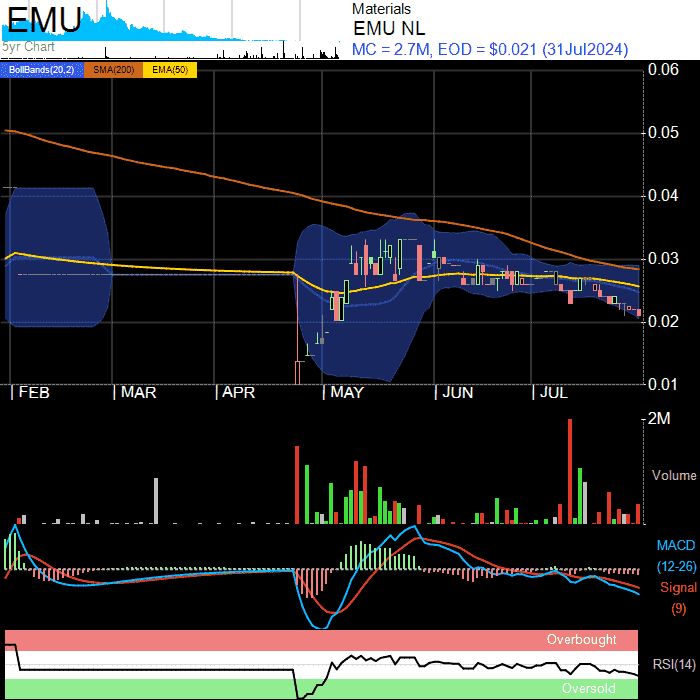 EMU
5yr Chart
Materials
EMU NL
MC = 2.7M, EOD = $0.021 (31Jul2024)
BollBands(20,2) SMA(200) EMA(50)
0.06
0.05
0.04
0.03
0.02
0.01
| FEB | MAR | APR | MAY | JUN | JUL
2M
Volume
MACD
(12-26)
Signal
(9)
Overbought
RSI(14)
Oversold